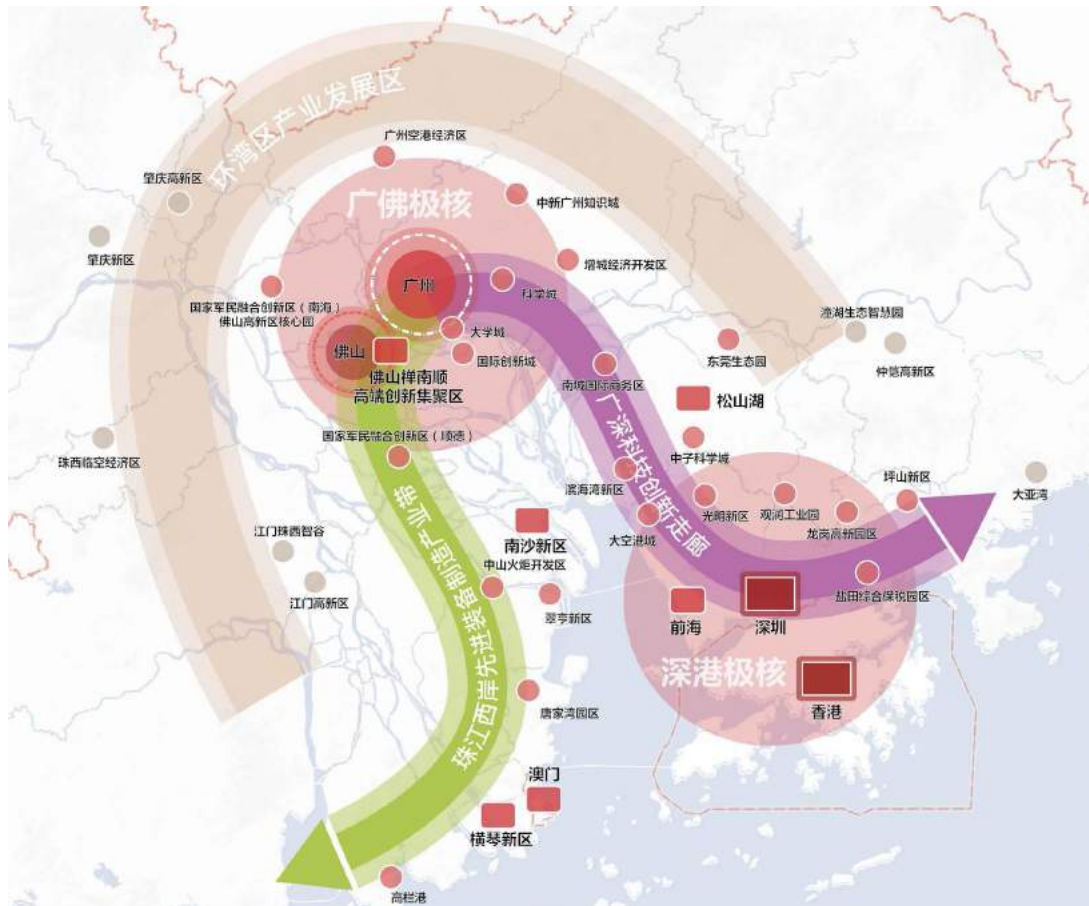 环湾区产业发展区
广州空港经济区
肇庆高新区
广佛极核
中新广州知识城
肇庆新区
增城经济开发区
广州
科学城
国家军民融合创新区（南海）
佛山高新区核心园
潼湖生态智慧园
大学城
佛山
国际创新城
东莞生态园
仲恺高新区
佛山禅南顺
高端创新集聚区
南城国际商务区
松山湖
国家军民融合创新区（顺德）
广深科技创新走廊
中子科学城
珠西临空经济区
坪山新区
滨海湾新区
大亚湾
光明新区
观润工业园
龙岗高新园区
江门珠西智谷
南沙新区
大空港城
中山火炬开发区
江门高新区
翠亨新区
盐田综合保税园区
前海
深圳
珠江西岸先进装备制造产业带
深港极核
唐家湾园区
香港
澳门
横琴新区
高栏港